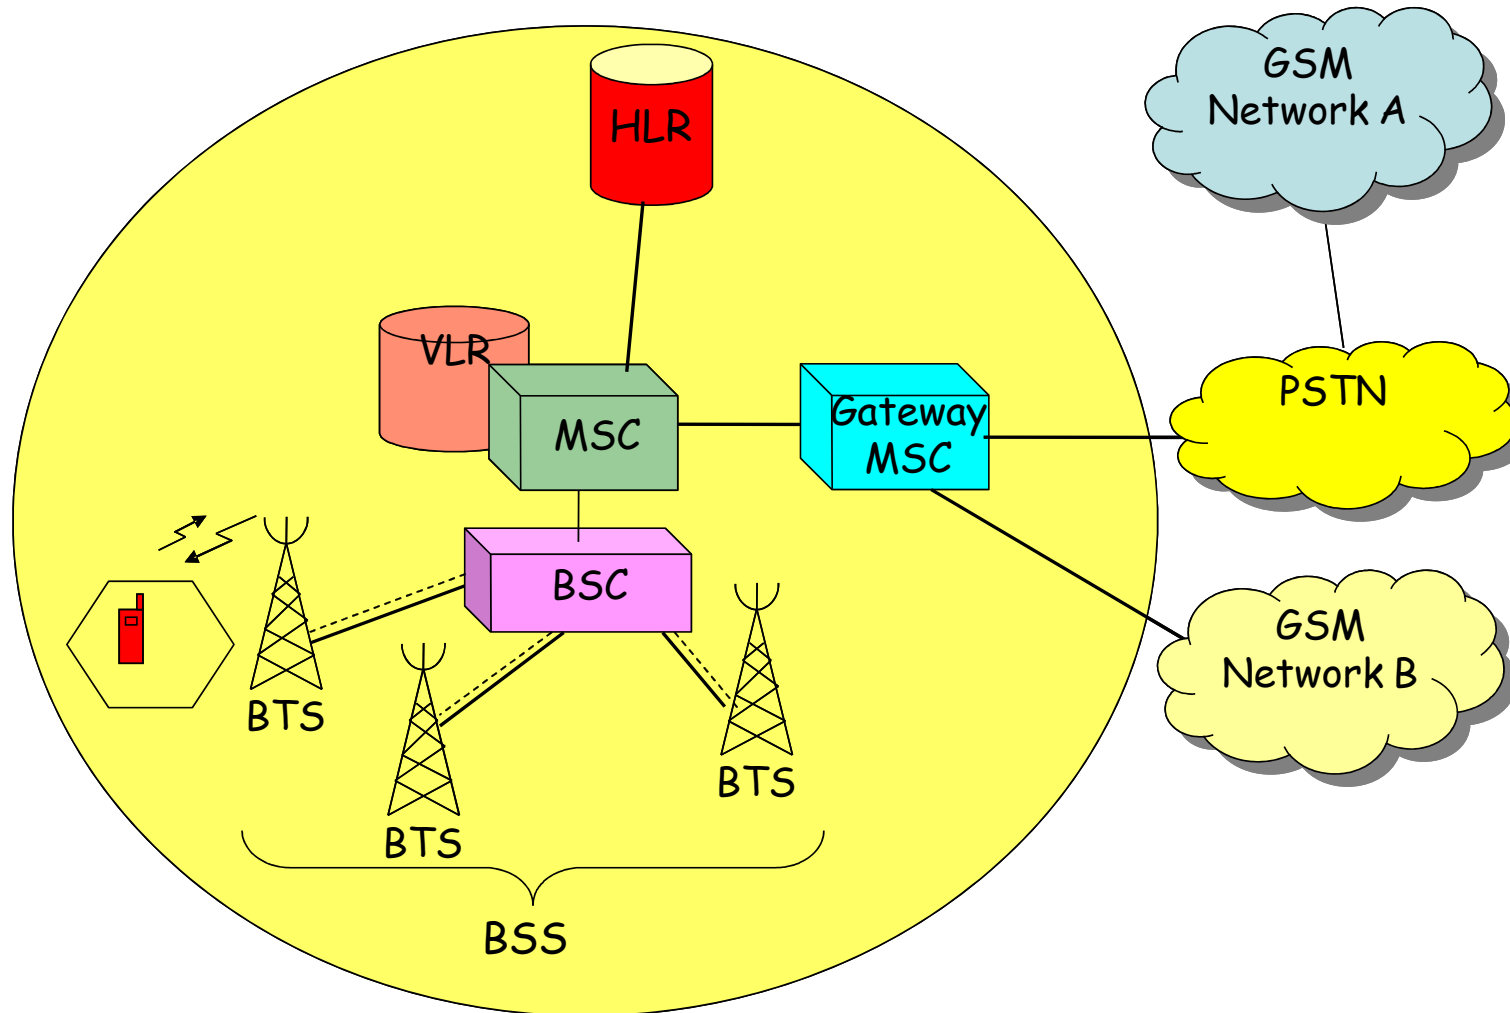 GSM
Network A
HLR
VLR
MSC
Gateway
MSC
PSTN
BSC
GSM
Network B
BTS
BTS
BTS
BSS